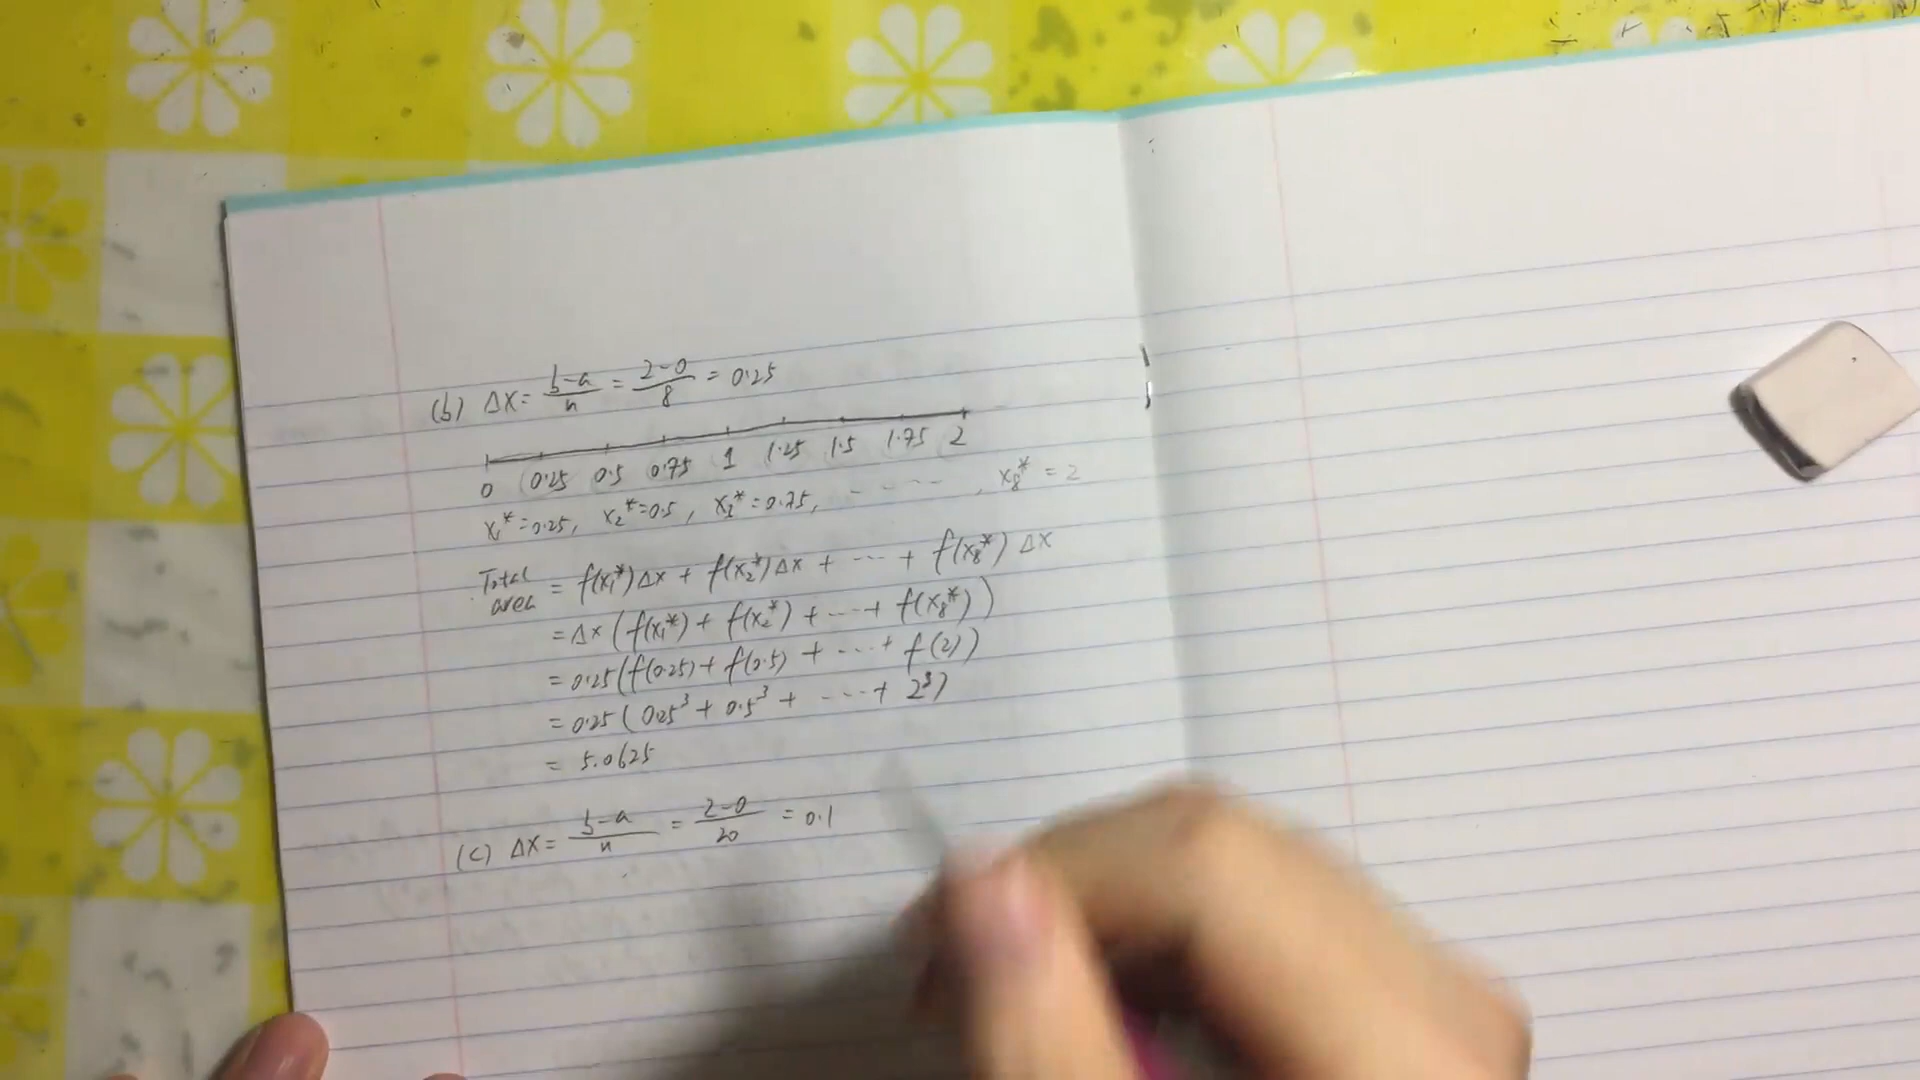 (b) Δx = b-a/n = 2-0/8 = 0.25
0 0.25 0.5 0.75 1 1.25 1.5 1.75 2
x₁* = 0.25, x₂* = 0.5, x₃* = 0.75, ----- , x₈* = 2
Total area = f(x₁*)Δx + f(x₂*)Δx + ... + f(x₈*)Δx
= Δx (f(x₁*) + f(x₂*) + ... + f(x₈*))
= 0.25(f(0.25) + f(0.5) + ... + f(2))
= 0.25 (0.25³ + 0.5³ + ... + 2³)
= 5.0625
(c) Δx = b-a/n = 2-0/20 = 0.1